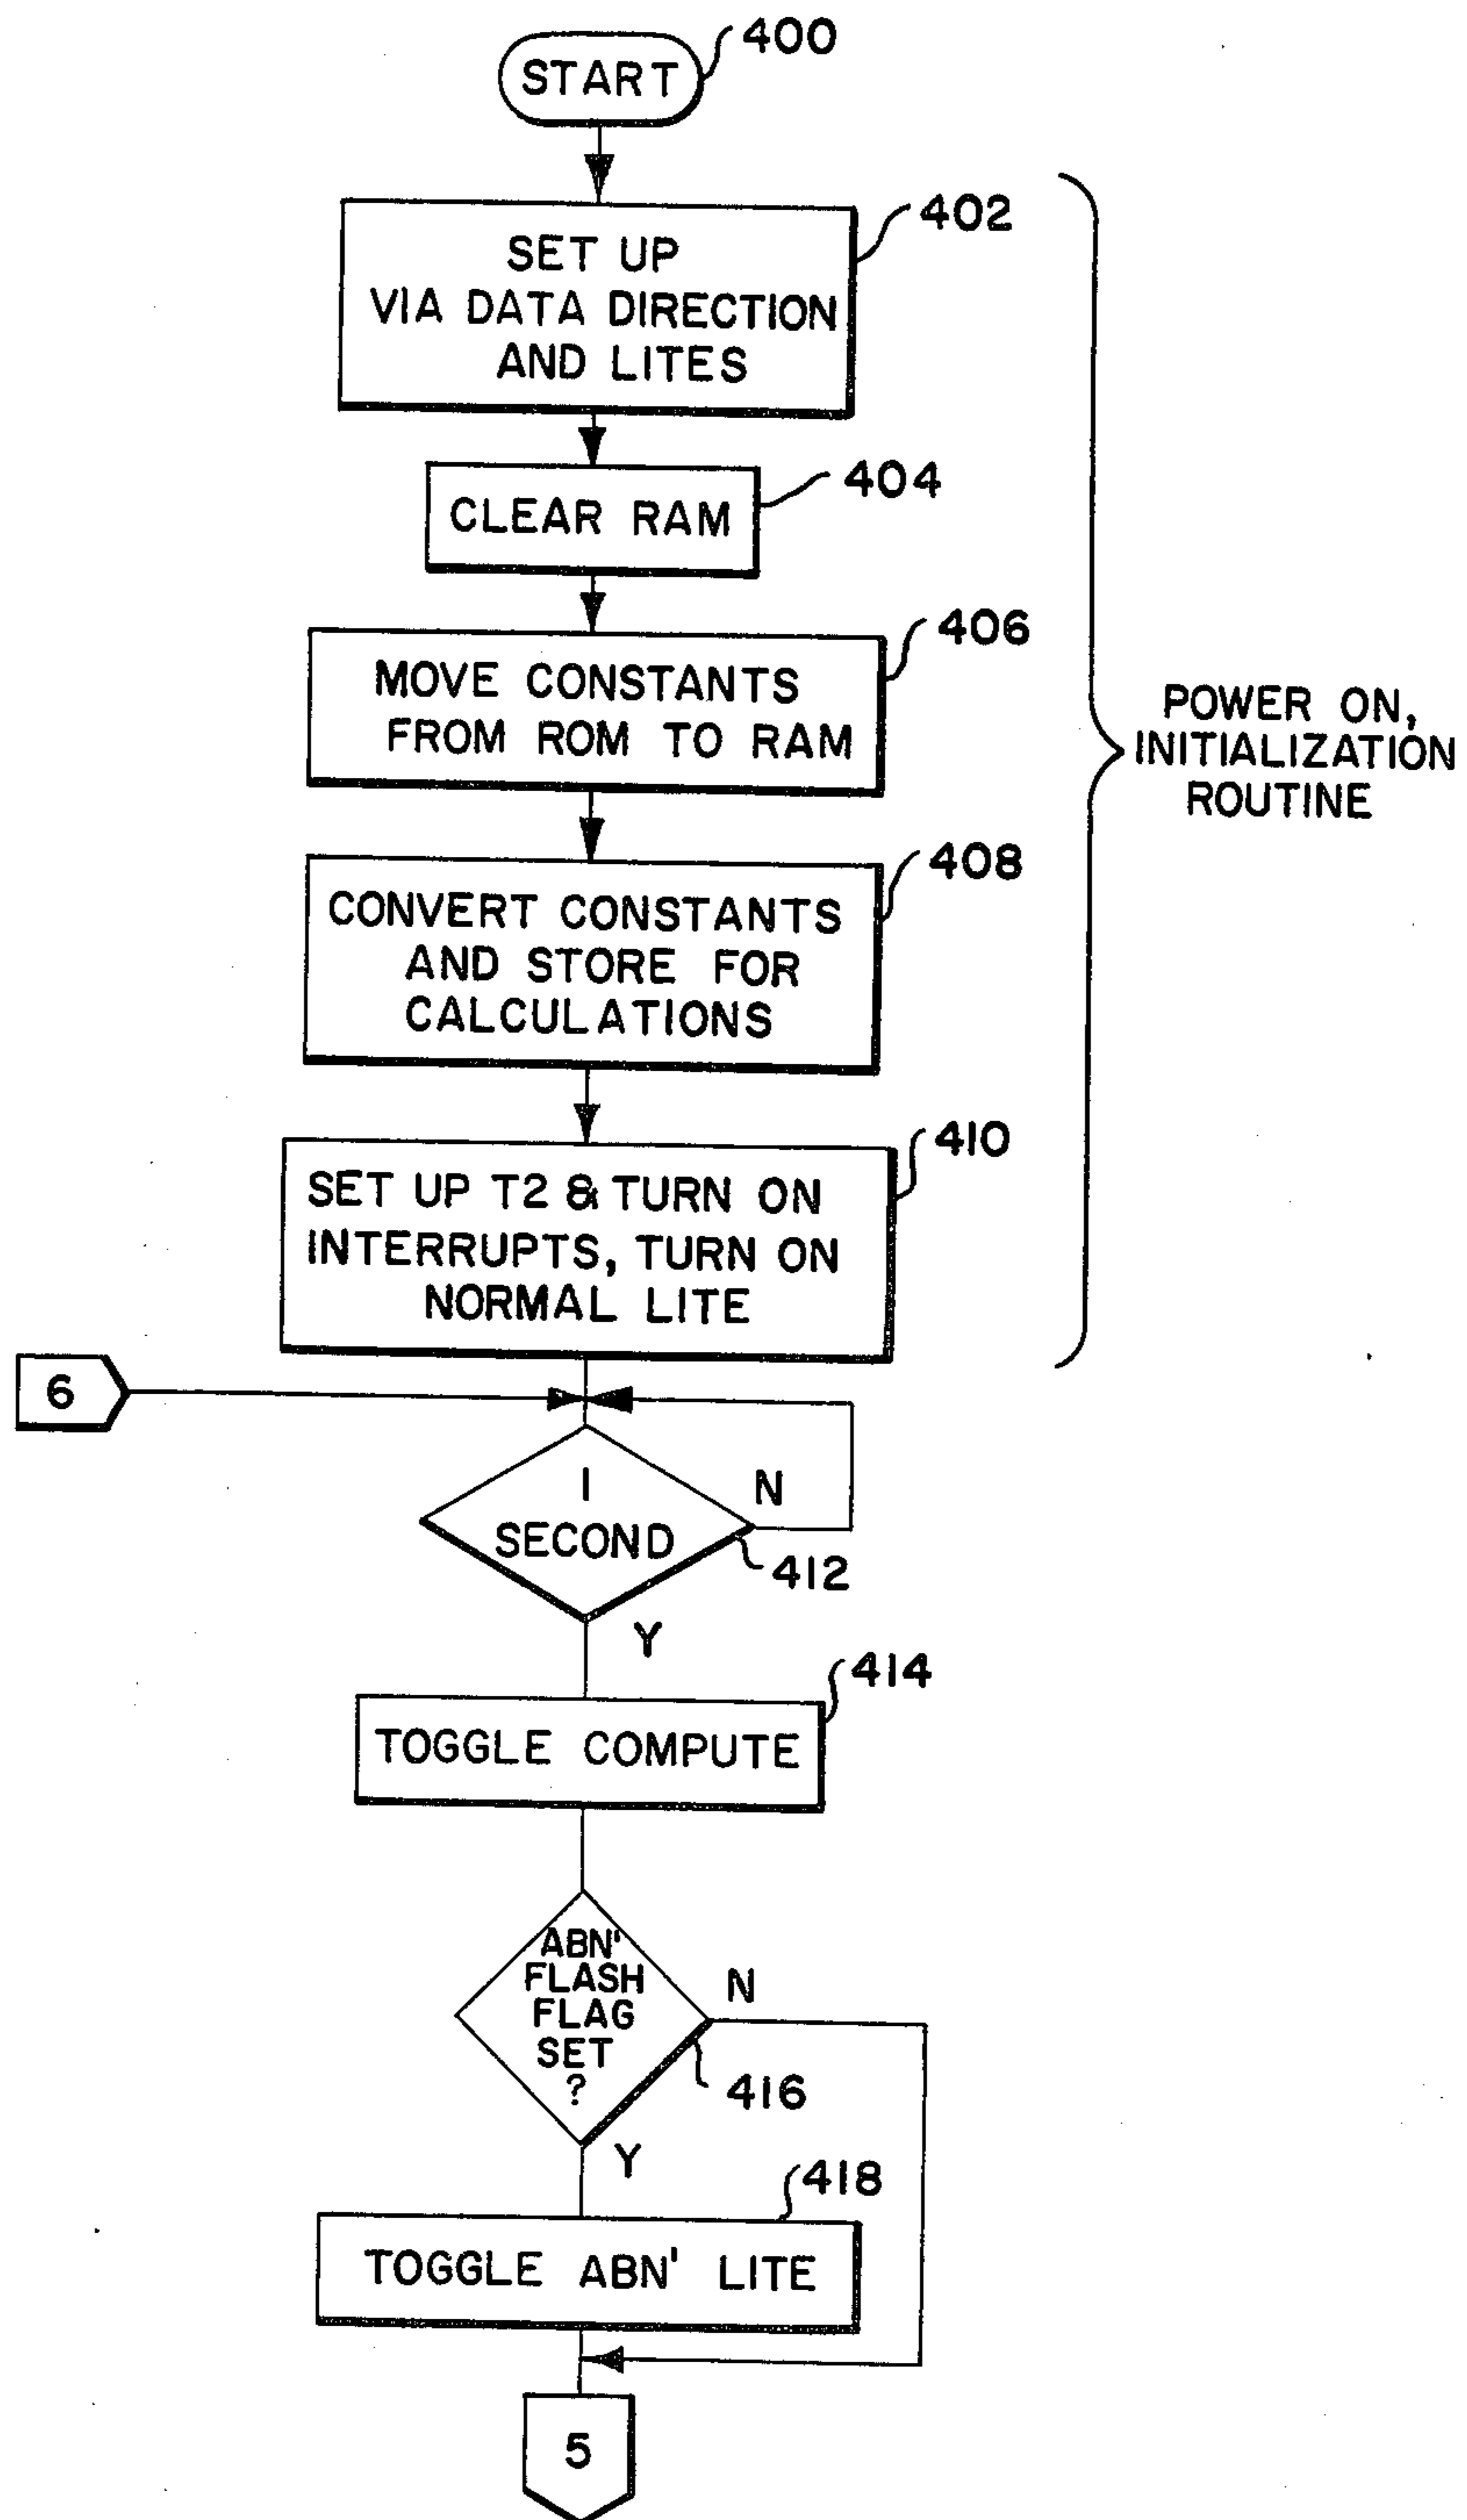 400
START
402
SET UP
VIA DATA DIRECTION
AND LITES
404
CLEAR RAM
406
MOVE CONSTANTS
FROM ROM TO RAM
POWER ON,
INITIALIZATION
ROUTINE
408
CONVERT CONSTANTS
AND STORE FOR
CALCULATIONS
410
SET UP T2 & TURN ON
INTERRUPTS, TURN ON
NORMAL LITE
6
1
SECOND
N
412
Y
414
TOGGLE COMPUTE
ABN'
FLASH
FLAG
SET
?
N
416
Y
418
TOGGLE ABN' LITE
5